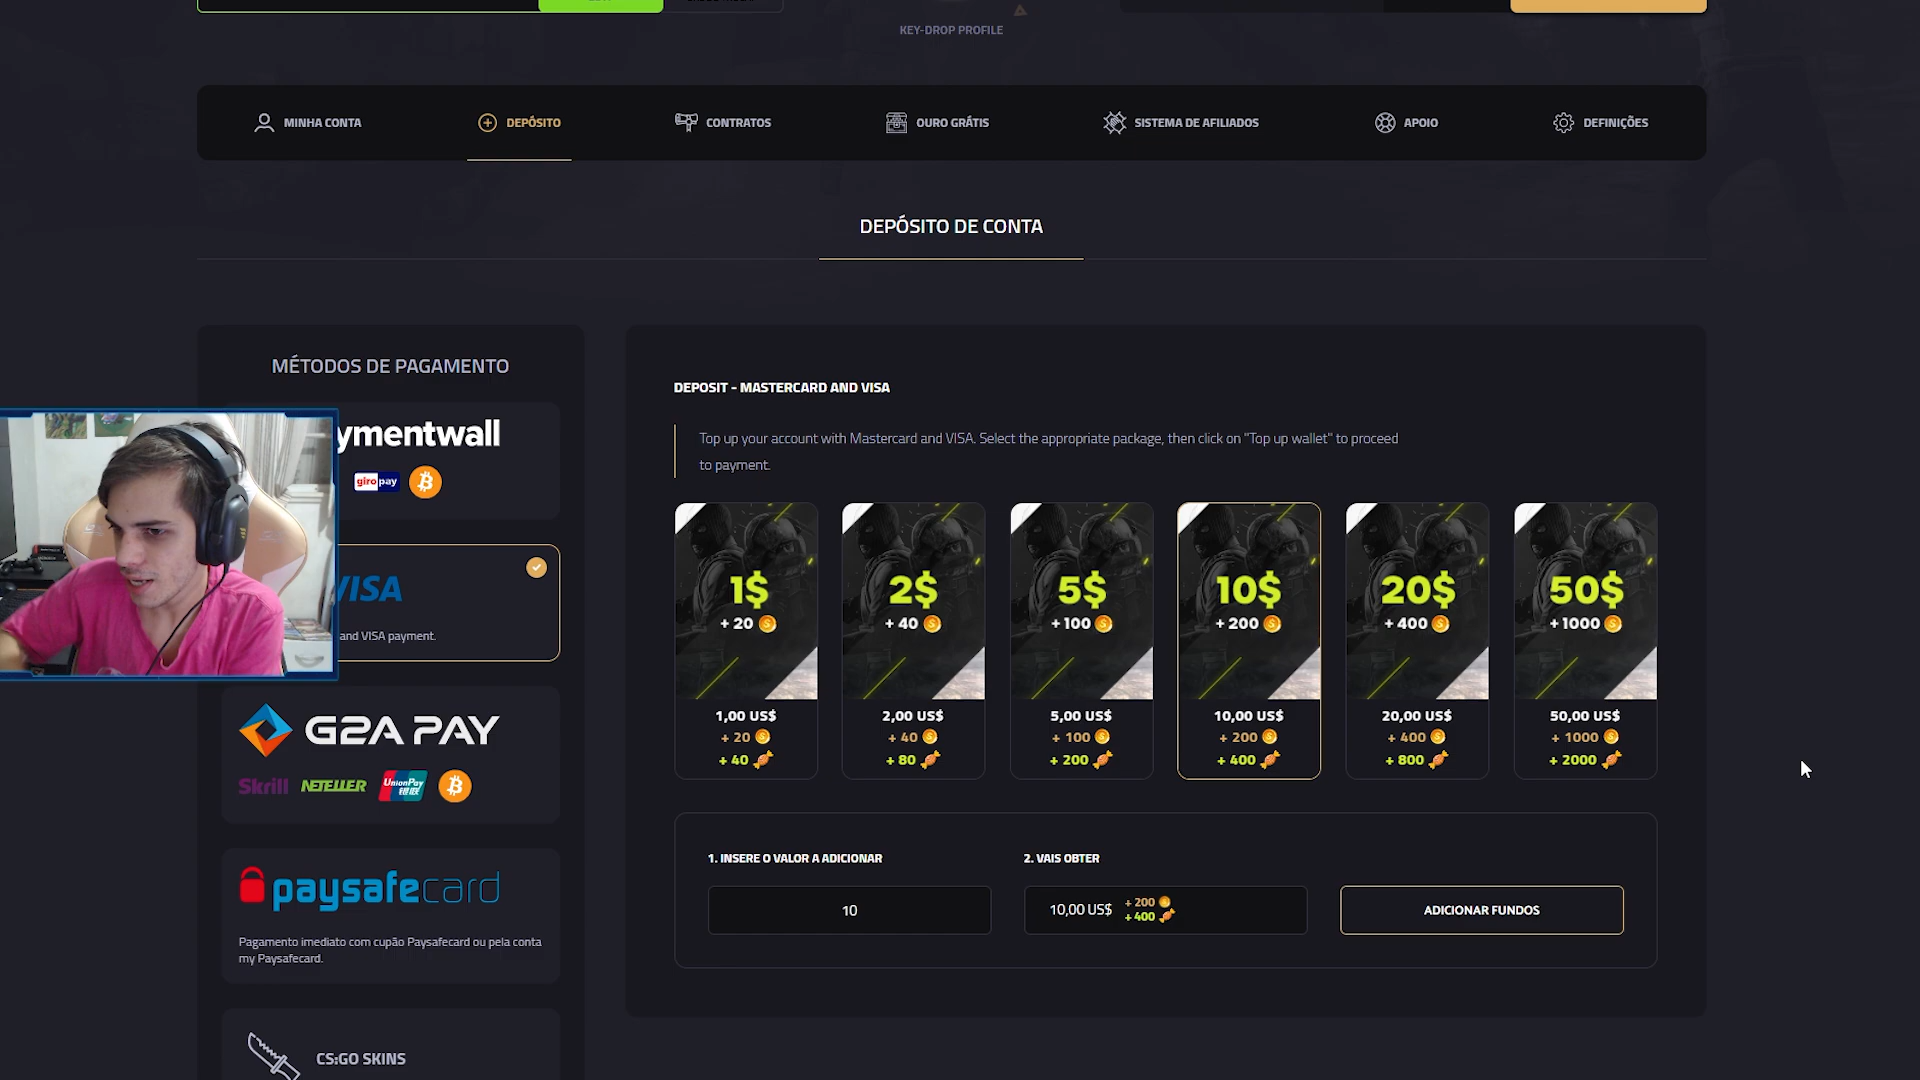 KEY-DROP PROFILE
MINHA CONTA
DEPÓSITO
CONTRATOS
OURO GRÁTIS
SISTEMA DE AFILIADOS
APOIO
DEFINIÇÕES
DEPÓSITO DE CONTA
MÉTODOS DE PAGAMENTO
ymentwall
giropay
VISA
and VISA payment.
G2A PAY
Skrill NETELLER UnionPay 银联
paysafecard
Pagamento imediato com cupão Paysafecard ou pela conta
my Paysafecard.
CS:GO SKINS
DEPOSIT - MASTERCARD AND VISA
Top up your account with Mastercard and VISA. Select the appropriate package, then click on "Top up wallet" to proceed
to payment.
1$
+ 20
1,00 US$
+ 20
+ 40
2$
+ 40
2,00 US$
+ 40
+ 80
5$
+ 100
5,00 US$
+ 100
+ 200
10$
+ 200
10,00 US$
+ 200
+ 400
20$
+ 400
20,00 US$
+ 400
+ 800
50$
+ 1000
50,00 US$
+ 1000
+ 2000
1. INSERE O VALOR A ADICIONAR
10
2. VAIS OBTER
10,00 US$
+ 200
+ 400
ADICIONAR FUNDOS